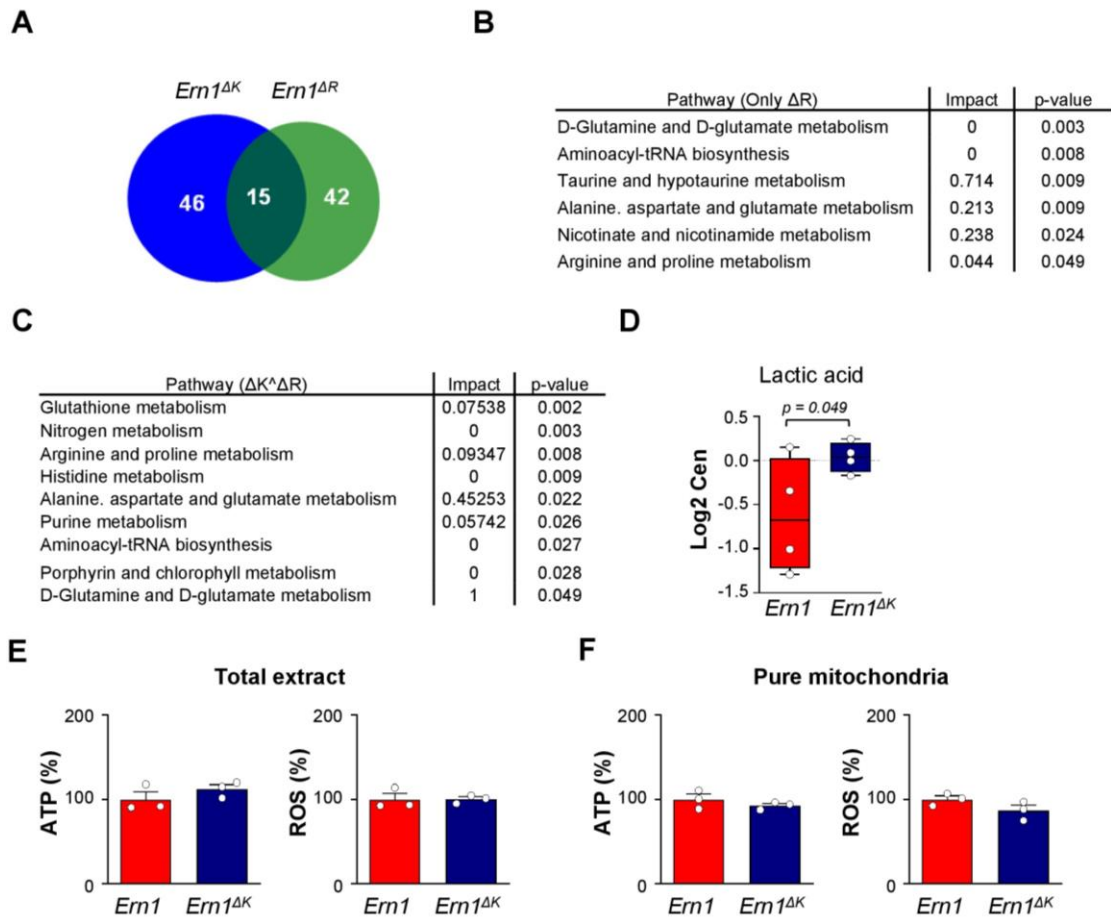 A
Ern1ΔK Ern1ΔR
46 15 42
B
Pathway (Only ΔR) Impact p-value
D-Glutamine and D-glutamate metabolism 0 0.003
Aminoacyl-tRNA biosynthesis 0 0.008
Taurine and hypotaurine metabolism 0.714 0.009
Alanine. aspartate and glutamate metabolism 0.213 0.009
Nicotinate and nicotinamide metabolism 0.238 0.024
Arginine and proline metabolism 0.044 0.049
C
Pathway (ΔK^ΔR) Impact p-value
Glutathione metabolism 0.07538 0.002
Nitrogen metabolism 0 0.003
Arginine and proline metabolism 0.09347 0.008
Histidine metabolism 0 0.009
Alanine. aspartate and glutamate metabolism 0.45253 0.022
Purine metabolism 0.05742 0.026
Aminoacyl-tRNA biosynthesis 0 0.027
Porphyrin and chlorophyll metabolism 0 0.028
D-Glutamine and D-glutamate metabolism 1 0.049
D
Lactic acid
p = 0.049
Log2 Cen
0.5
0.0
-0.5
-1.0
-1.5
Ern1 Ern1ΔK
E
Total extract
ATP (%)
200
100
0
Ern1 Ern1ΔK
ROS (%)
200
100
0
Ern1 Ern1ΔK
F
Pure mitochondria
ATP (%)
200
100
0
Ern1 Ern1ΔK
ROS (%)
200
100
0
Ern1 Ern1ΔK